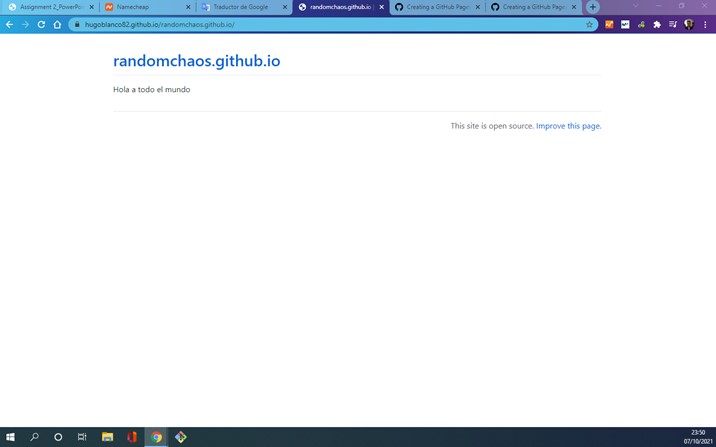 Assignment 2_PowerPo
Namecheap
Traductor de Google
randomchaos.github.io |
Creating a GitHub Page
Creating a GitHub Page
hugoblanco82.github.io/randomchaos.github.io/
randomchaos.github.io
Hola a todo el mundo
This site is open source. Improve this page.
23:50
07/10/2021